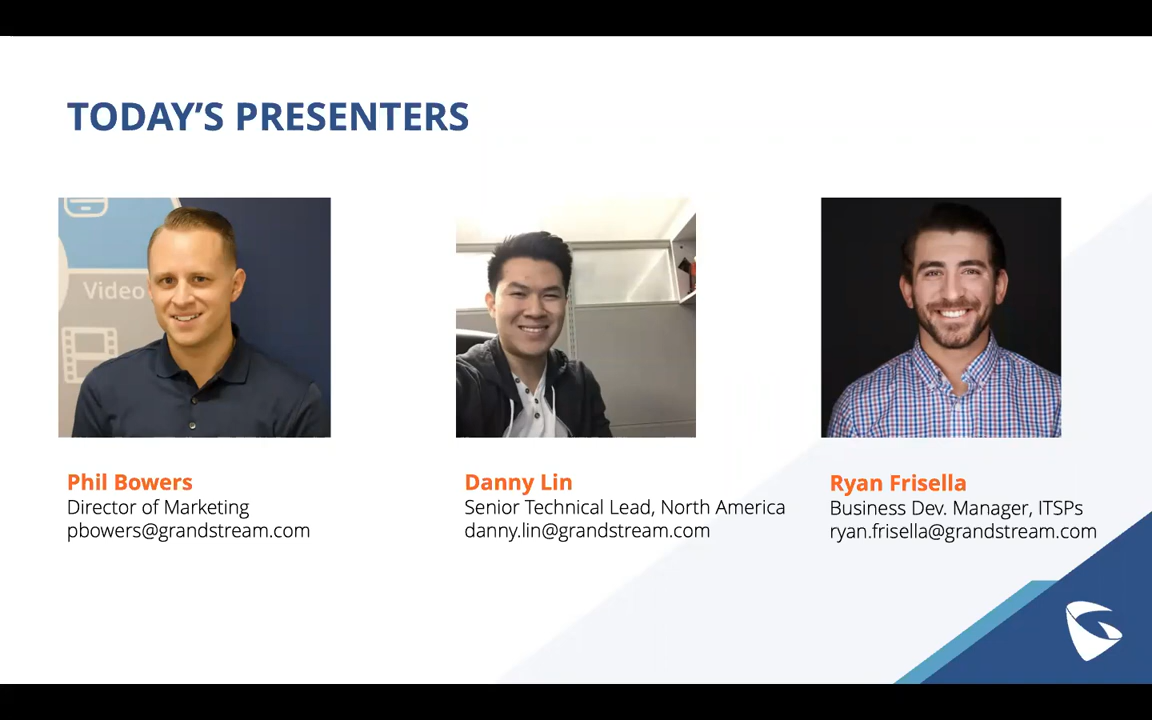 TODAY'S PRESENTERS
Video
Phil Bowers
Director of Marketing
pbowers@grandstream.com
Danny Lin
Senior Technical Lead, North America
danny.lin@grandstream.com
Ryan Frisella
Business Dev. Manager, ITSPs
ryan.frisella@grandstream.com